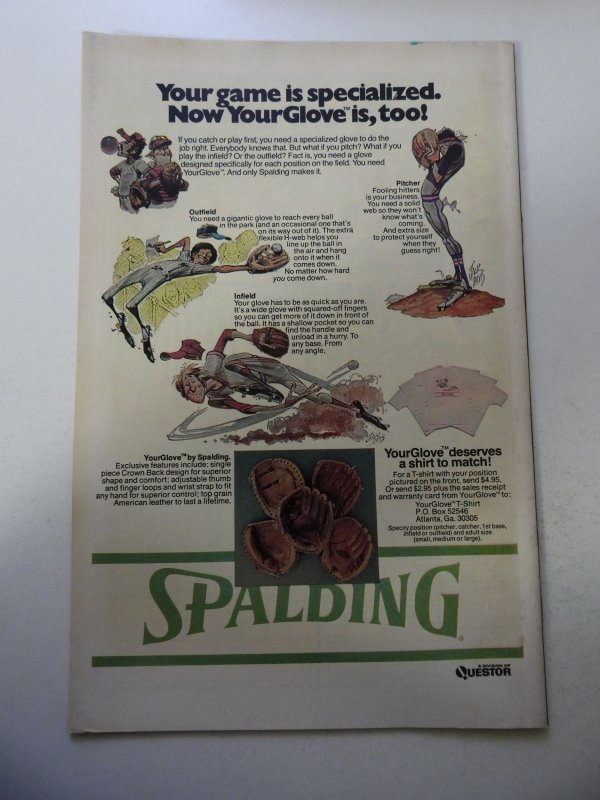 Your game is specialized.
Now YourGlove™ is, too!
If you catch or play first, you need a specialized glove to do the
job right. Everybody knows that. But what if you pitch? What if you
play the infield? Or the outfield? Fact is, you need a glove
designed specifically for each position on the field. You need
YourGlove™. And only Spalding makes it.
Pitcher
Fooling hitters
is your business.
You need a solid
web so they won't
know what's
coming.
And extra size
to protect yourself
when they
guess right!
Outfield
You need a gigantic glove to reach every ball
in the park (and an occasional one that's
on its way out of it). The extra
flexible H-web helps you
line up the ball in
the air and hang
onto it when it
comes down.
No matter how hard
you come down.
Infield
Your glove has to be as quick as you are.
It's a wide glove with squared-off fingers
so you can get more of it down in front of
the ball. It has a shallow pocket so you can
find the handle and
unload in a hurry. To
any base. From
any angle.
YourGlove™ by Spalding.
Exclusive features include: single
piece Crown Back design for superior
shape and comfort; adjustable thumb
and finger loops and wrist strap to fit
any hand for superior control; top grain
American leather to last a lifetime.
YourGlove™ deserves
a shirt to match!
For a T-shirt with your position
pictured on the front, send $4.95.
Or send $2.95 plus the sales receipt
and warranty card from YourGlove™ to:
YourGlove™ T-Shirt
P.O. Box 52546
Atlanta, Ga. 30305
Specify position (pitcher, catcher, 1st base,
infield or outfield) and adult size
(small, medium or large).
SPALDING®
A DIVISION OF
QUESTOR